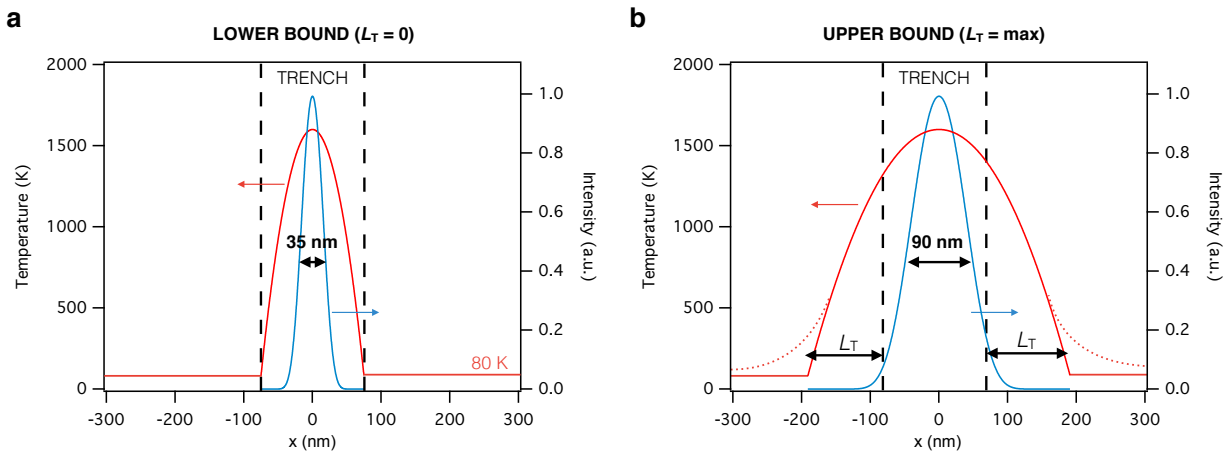 a
LOWER BOUND (LT = 0)
TRENCH
2000
1500
1000
500
0
Temperature (K)
1.0
0.8
0.6
0.4
0.2
0.0
Intensity (a.u.)
35 nm
80 K
-300 -200 -100 0 100 200 300
x (nm)
b
UPPER BOUND (LT = max)
TRENCH
2000
1500
1000
500
0
Temperature (K)
1.0
0.8
0.6
0.4
0.2
0.0
Intensity (a.u.)
90 nm
LT
LT
-300 -200 -100 0 100 200 300
x (nm)